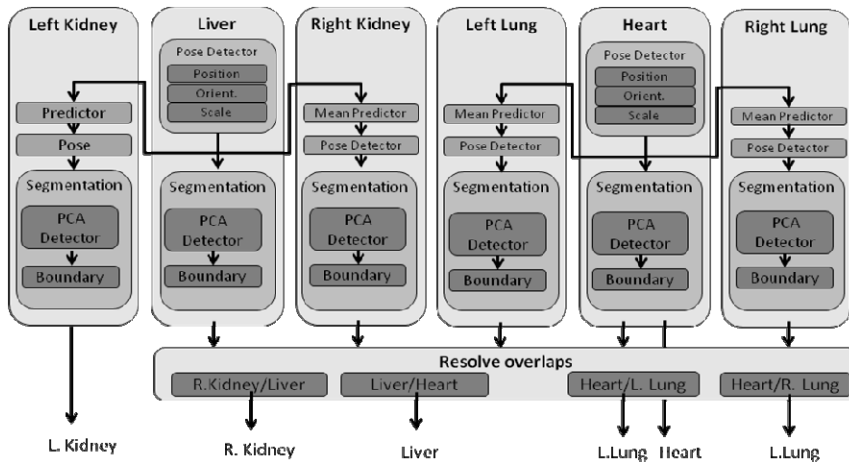 Left Kidney
Liver
Right Kidney
Left Lung
Heart
Right Lung
Pose Detector
Position
Orient.
Scale
Pose Detector
Position
Orient.
Scale
Predictor
Pose
Mean Predictor
Pose Detector
Mean Predictor
Pose Detector
Mean Predictor
Pose Detector
Segmentation
PCA
Detector
Boundary
Segmentation
PCA
Detector
Boundary
Segmentation
PCA
Detector
Boundary
Segmentation
PCA
Detector
Boundary
Segmentation
PCA
Detector
Boundary
Segmentation
PCA
Detector
Boundary
Resolve overlaps
R.Kidney/Liver
Liver/Heart
Heart/L. Lung
Heart/R. Lung
L. Kidney
R. Kidney
Liver
L.Lung
Heart
L.Lung